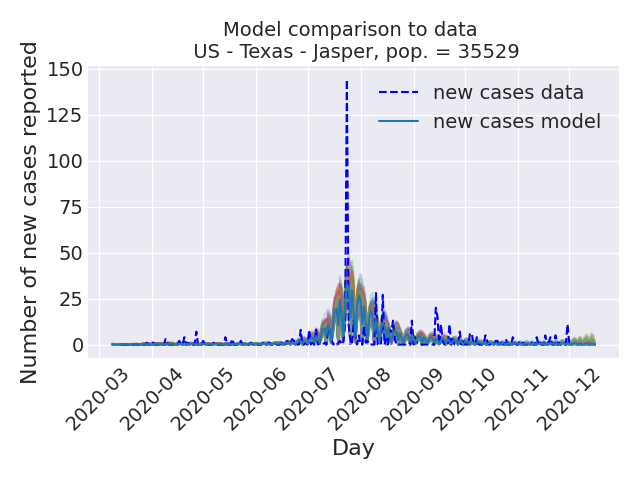 Model comparison to data
US - Texas - Jasper, pop. = 35529
Number of new cases reported
150
125
100
75
50
25
0
new cases data
new cases model
2020-03
2020-04
2020-05
2020-06
2020-07
2020-08
2020-09
2020-10
2020-11
2020-12
Day